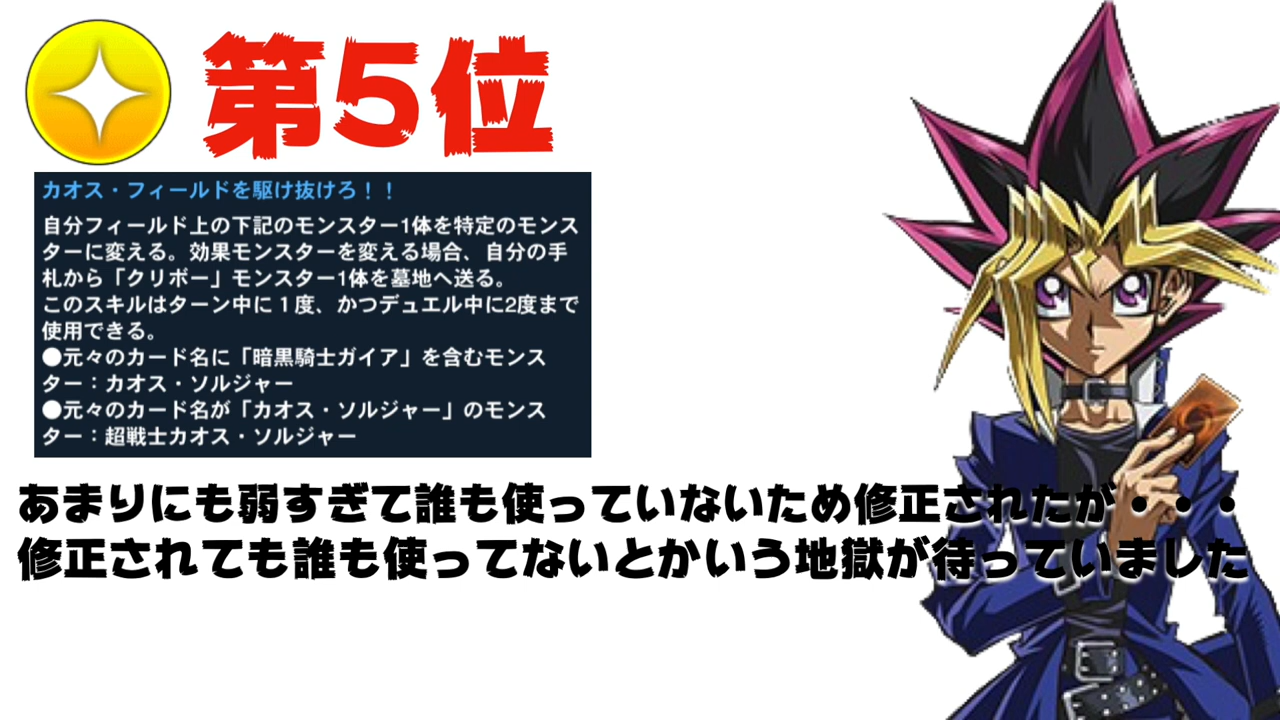 第5位
カオス・フィールドを駆け抜けろ！！
自分フィールド上の下記のモンスター1体を特定のモンス
ターに変える。効果モンスターを変える場合、自分の手
札から「クリボー」モンスター1体を墓地へ送る。
このスキルはターン中に１度、かつデュエル中に2度まで
使用できる。
●元々のカード名に「暗黒騎士ガイア」を含むモンス
ター：カオス・ソルジャー
●元々のカード名が「カオス・ソルジャー」のモンス
ター：超戦士カオス・ソルジャー
あまりにも弱すぎて誰も使っていないため修正されたが・・・
修正されても誰も使ってないとかいう地獄が待っていました